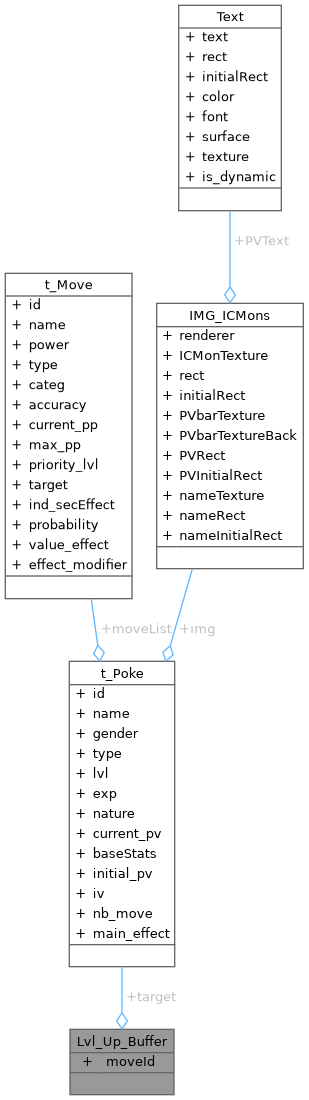 Text
+ text
+ rect
+ initialRect
+ color
+ font
+ surface
+ texture
+ is_dynamic
+PVText
t_Move
+ id
+ name
+ power
+ type
+ categ
+ accuracy
+ current_pp
+ max_pp
+ priority_lvl
+ target
+ ind_secEffect
+ probability
+ value_effect
+ effect_modifier
IMG_ICMons
+ renderer
+ ICMonTexture
+ rect
+ initialRect
+ PVbarTexture
+ PVbarTextureBack
+ PVRect
+ PVInitialRect
+ nameTexture
+ nameRect
+ nameInitialRect
+moveList
+img
t_Poke
+ id
+ name
+ gender
+ type
+ lvl
+ exp
+ nature
+ current_pv
+ baseStats
+ initial_pv
+ iv
+ nb_move
+ main_effect
+target
Lvl_Up_Buffer
+ moveId